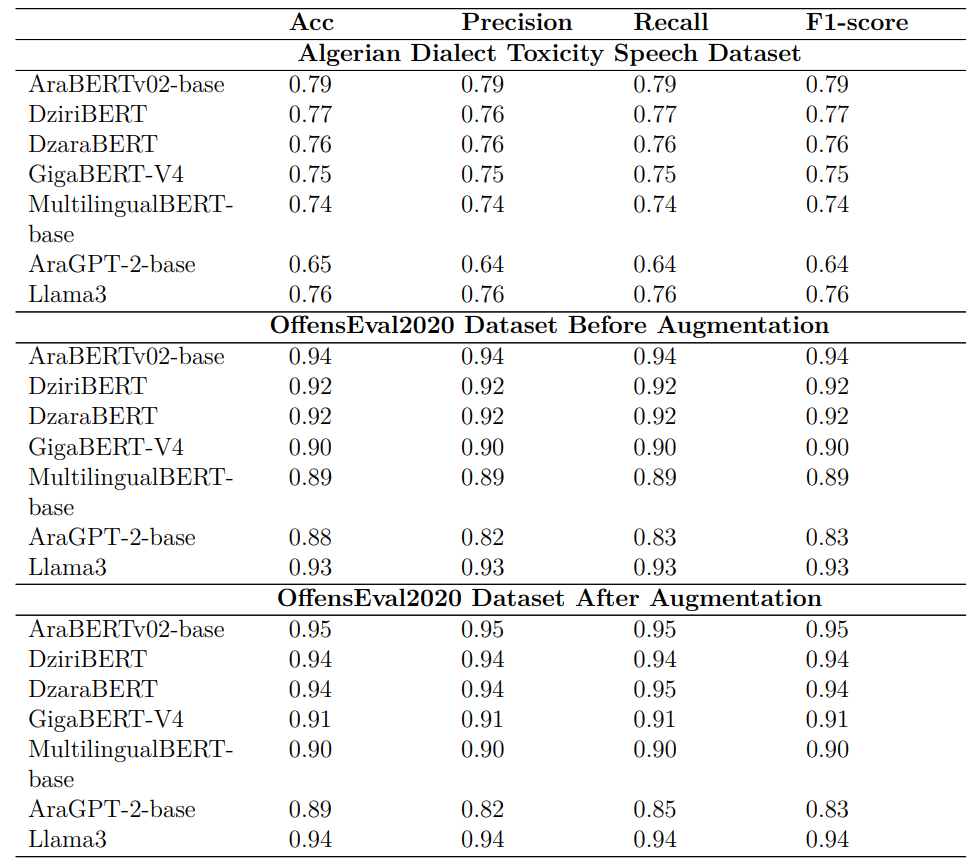 Acc Precision Recall F1-score
Algerian Dialect Toxicity Speech Dataset
AraBERTv02-base 0.79 0.79 0.79 0.79
DziriBERT 0.77 0.76 0.77 0.77
DzaraBERT 0.76 0.76 0.76 0.76
GigaBERT-V4 0.75 0.75 0.75 0.75
MultilingualBERT- 0.74 0.74 0.74 0.74
base
AraGPT-2-base 0.65 0.64 0.64 0.64
Llama3 0.76 0.76 0.76 0.76
OffensEval2020 Dataset Before Augmentation
AraBERTv02-base 0.94 0.94 0.94 0.94
DziriBERT 0.92 0.92 0.92 0.92
DzaraBERT 0.92 0.92 0.92 0.92
GigaBERT-V4 0.90 0.90 0.90 0.90
MultilingualBERT- 0.89 0.89 0.89 0.89
base
AraGPT-2-base 0.88 0.82 0.83 0.83
Llama3 0.93 0.93 0.93 0.93
OffensEval2020 Dataset After Augmentation
AraBERTv02-base 0.95 0.95 0.95 0.95
DziriBERT 0.94 0.94 0.94 0.94
DzaraBERT 0.94 0.94 0.95 0.94
GigaBERT-V4 0.91 0.91 0.91 0.91
MultilingualBERT- 0.90 0.90 0.90 0.90
base
AraGPT-2-base 0.89 0.82 0.85 0.83
Llama3 0.94 0.94 0.94 0.94